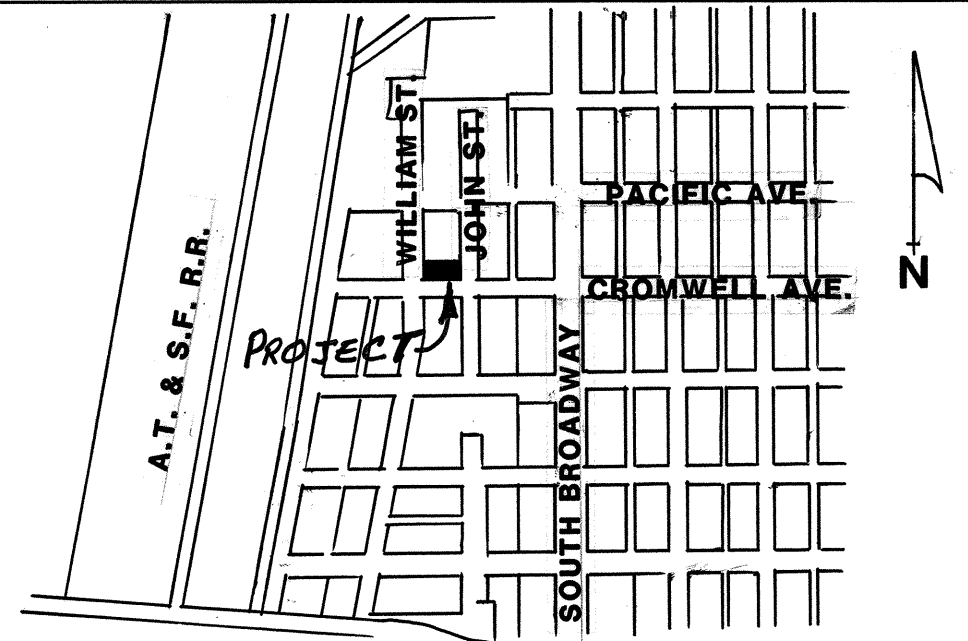 WILLIAM ST.
JOHN ST.
PACIFIC AVE.
A.T. & S.F. R.R.
N
CROMWELL AVE.
PROJECT
SOUTH BROADWAY